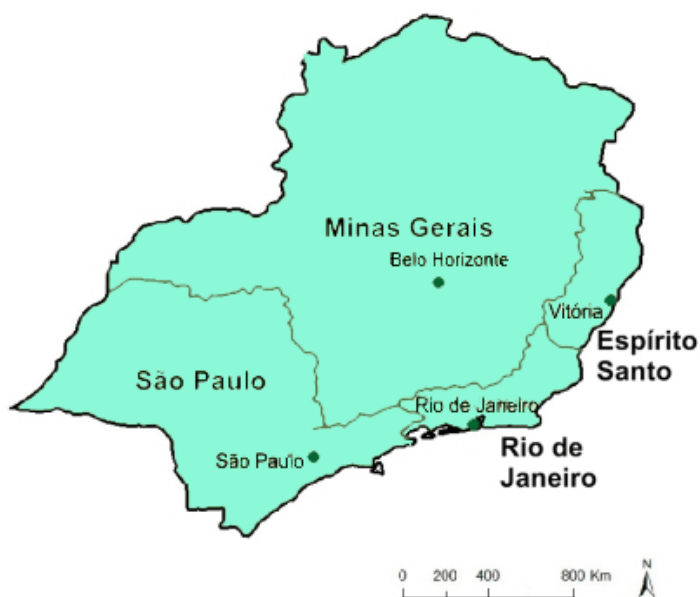 Minas Gerais
Belo Horizonte
Vitória
Espírito
Santo
São Paulo
Rio de Janeiro
São Paulo
Rio de
Janeiro
0 200 400 800 Km
N